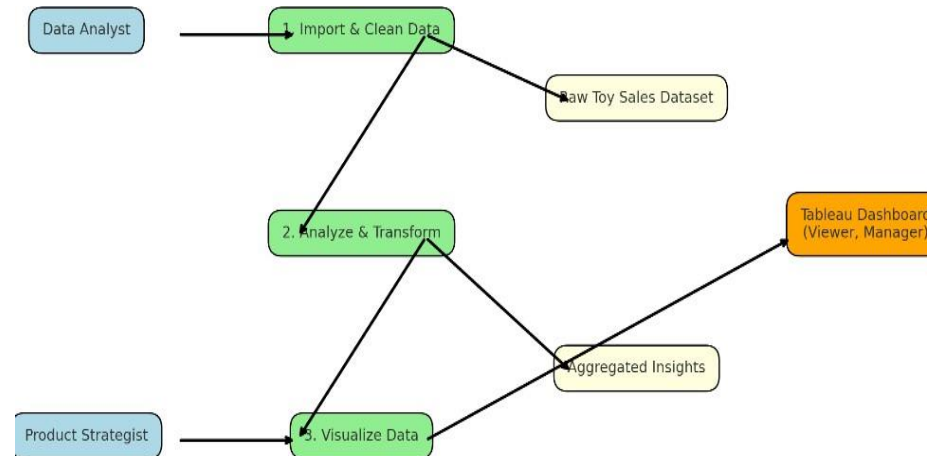 Data Analyst
1. Import & Clean Data
Raw Toy Sales Dataset
2. Analyze & Transform
Tableau Dashboard
(Viewer, Manager)
Aggregated Insights
Product Strategist
3. Visualize Data